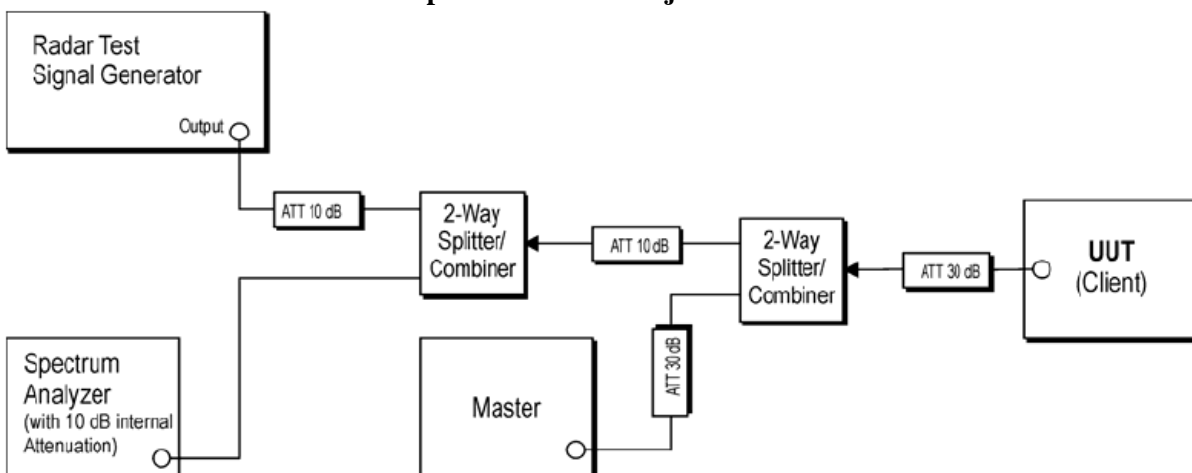 Radar Test
Signal Generator
Output
ATT 10 dB
2-Way
Splitter/
Combiner
ATT 10 dB
2-Way
Splitter/
Combiner
ATT 30 dB
UUT
(Client)
Spectrum
Analyzer
(with 10 dB internal
Attenuation)
Master
ATT 30 dB